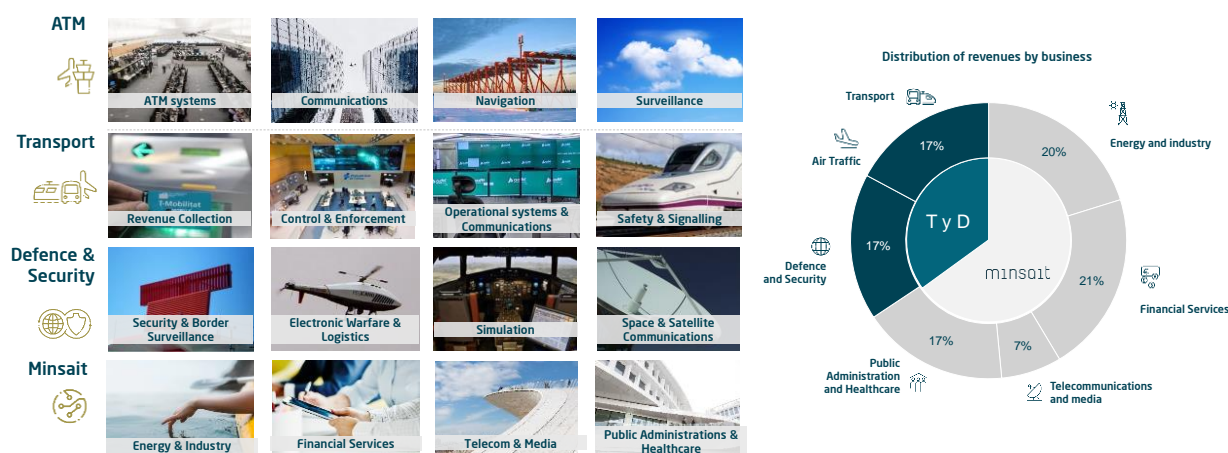 ATM
ATM systems
Communications
Navigation
Surveillance
Transport
T-Mobilitat
Revenue Collection
Control & Enforcement
Operational systems &
Communications
Safety & Signalling
Defence &
Security
Security & Border
Surveillance
Electronic Warfare &
Logistics
Simulation
Space & Satellite
Communications
Minsait
Energy & Industry
Financial Services
Telecom & Media
Public Administrations &
Healthcare
Distribution of revenues by business
Transport
Air Traffic
17%
Defence
and Security
17%
T y D
minsait
20%
Energy and industry
21%
Financial Services
7%
Telecommunications
and media
17%
Public
Administration
and Healthcare